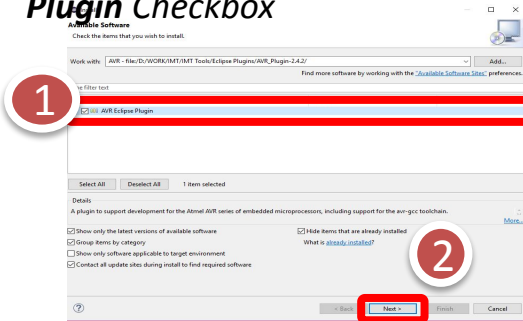 Plugin Checkbox
Available Software
Check the items that you wish to install.
Work with: AVR - file:/D:/WORK/IMT/IMT Tools/Eclipse Plugins/AVR_Plugin-2.4.2/
Add...
Find more software by working with the "Available Software Sites" preferences.
filter text
1
AVR Eclipse Plugin
Select All
Deselect All
1 item selected
Details
A plugin to support development for the Atmel AVR series of embedded microprocessors, including support for the avr-gcc toolchain.
More...
Show only the latest versions of available software
Hide items that are already installed
Group items by category
What is already installed?
Show only software applicable to target environment
Contact all update sites during install to find required software
2
?
< Back
Next >
Finish
Cancel